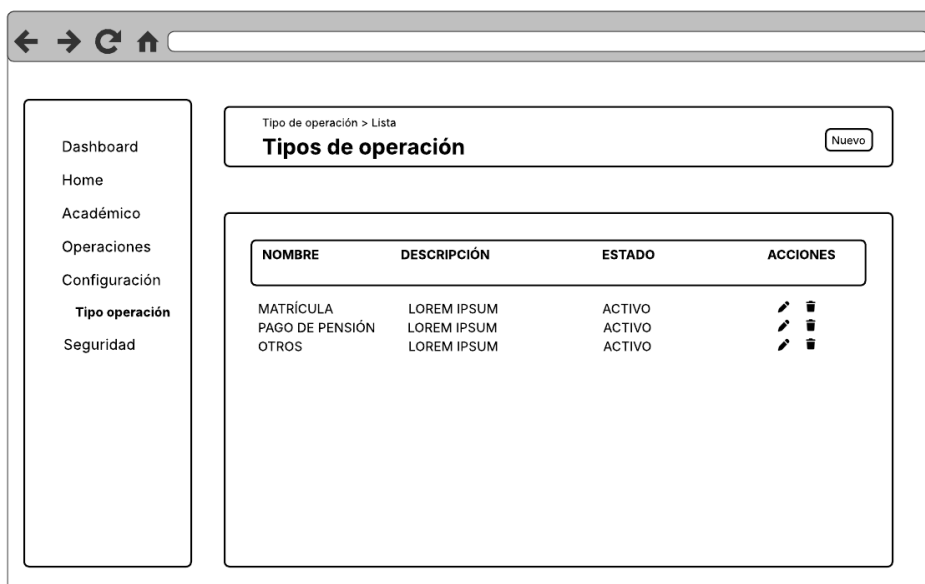 Dashboard
Home
Académico
Operaciones
Configuración
Tipo operación
Seguridad
Tipo de operación > Lista
Tipos de operación
Nuevo
NOMBRE DESCRIPCIÓN ESTADO ACCIONES
MATRÍCULA LOREM IPSUM ACTIVO
PAGO DE PENSIÓN LOREM IPSUM ACTIVO
OTROS LOREM IPSUM ACTIVO